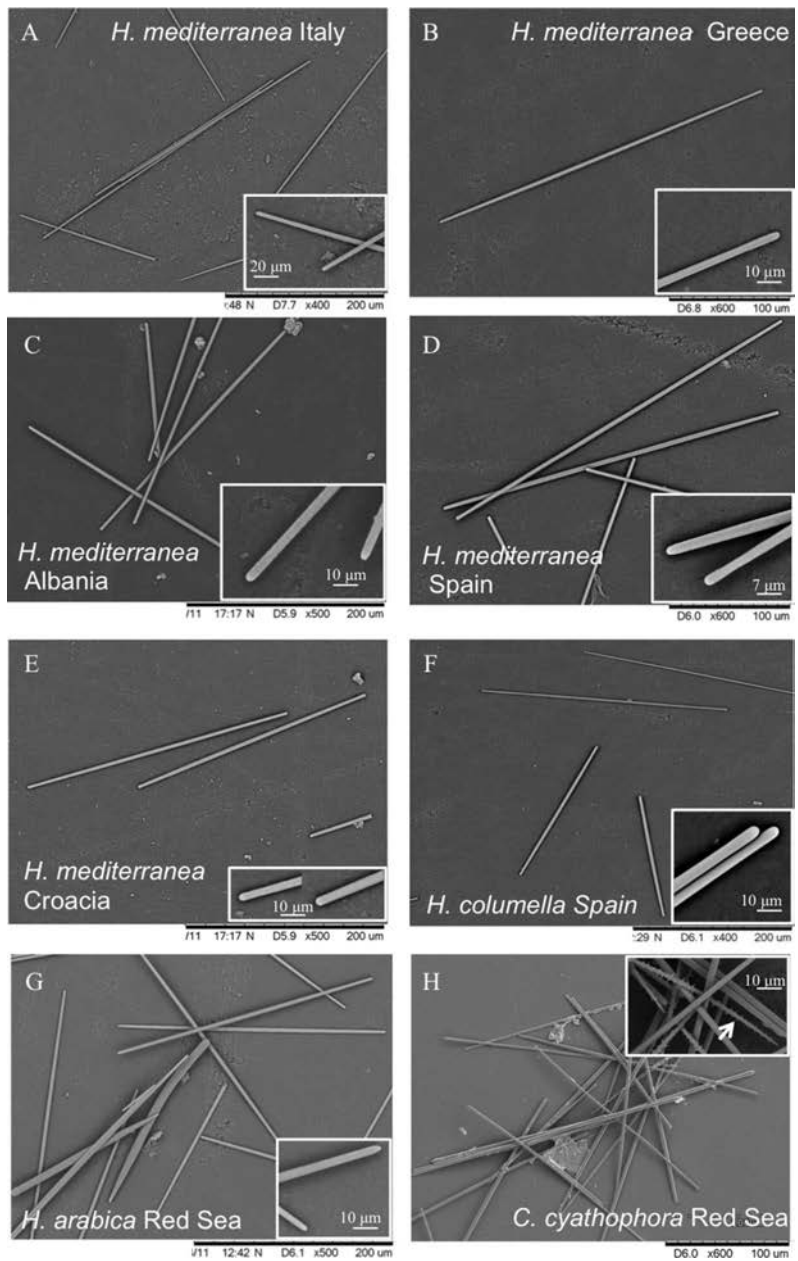 A
H. mediterranea Italy
20 µm
:48 N D7.7 x400 200 um
B
H. mediterranea Greece
10 µm
D6.8 x600 100 um
C
H. mediterranea
Albania
10 µm
/11 17:17 N D5.9 x500 200 um
D
H. mediterranea
Spain
7 µm
D6.0 x600 100 um
E
H. mediterranea
Croacia
10 µm
/11 17:17 N D5.9 x500 200 um
F
H. columella Spain
10 µm
:29 N D6.1 x400 200 um
G
H. arabica Red Sea
10 µm
/11 12:42 N D6.1 x500 200 um
H
10 µm
C. cyathophora Red Sea
D6.0 x600 100 um